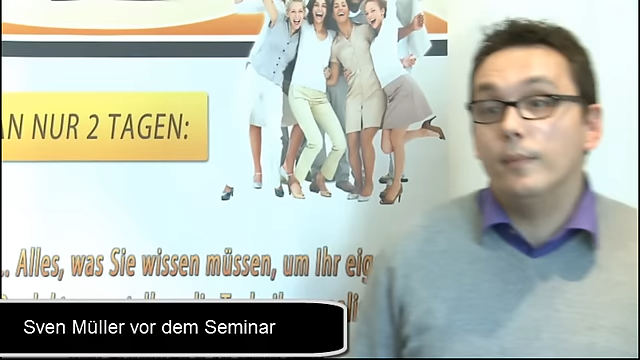 AN NUR 2 TAGEN:
... Alles, was Sie wissen müssen, um Ihr eig
Sven Müller vor dem Seminar